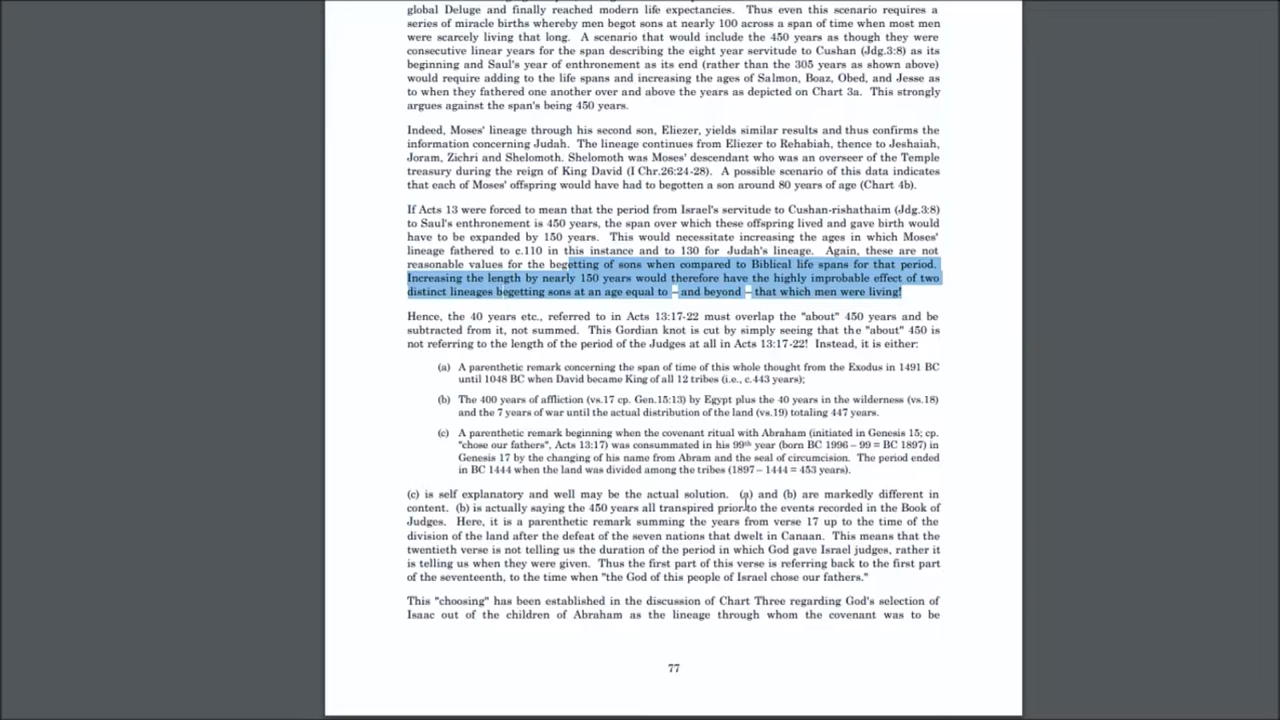 global Deluge and finally reached modern life expectancies. Thus even this scenario requires a
series of miracle births whereby men begot sons at nearly 100 across a span of time when most men
were scarcely living that long. A scenario that would include the 450 years as though they were
consecutive linear years for the span describing the eight year servitude to Cushan (Jdg.3:8) as its
beginning and Saul's year of enthronement as its end (rather than the 305 years as shown above)
would require adding to the life spans and increasing the ages of Salmon, Boaz, Obed, and Jesse as
to when they fathered one another over and above the years as depicted on Chart 3a. This strongly
argues against the span's being 450 years.
Indeed, Moses' lineage through his second son, Eliezer, yields similar results and thus confirms the
information concerning Judah. The lineage continues from Eliezer to Rehabiah, thence to Jeshaiah,
Joram, Zichri and Shelomoth. Shelomoth was Moses' descendant who was an overseer of the Temple
treasury during the reign of King David (I Chr.26:24-28). A possible scenario of this data indicates
that each of Moses' offspring would have had to begotten a son around 80 years of age (Chart 4b).
If Acts 13 were forced to mean that the period from Israel's servitude to Cushan-rishathaim (Jdg.3:8)
to Saul's enthronement is 450 years, the span over which these offspring lived and gave birth would
have to be expanded by 150 years. This would necessitate increasing the ages in which Moses'
lineage fathered to c.110 in this instance and to 130 for Judah's lineage. Again, these are not
reasonable values for the begetting of sons when compared to Biblical life spans for that period.
Increasing the length by nearly 150 years would therefore have the highly improbable effect of two
distinct lineages begetting sons at an age equal to – and beyond – that which men were living!
Hence, the 40 years etc., referred to in Acts 13:17-22 must overlap the "about" 450 years and be
subtracted from it, not summed. This Gordian knot is cut by simply seeing that the "about" 450 is
not referring to the length of the period of the Judges at all in Acts 13:17-22! Instead, it is either:
(a) A parenthetic remark concerning the span of time of this whole thought from the Exodus in 1491 BC
until 1048 BC when David became King of all 12 tribes (i.e., c.443 years);
(b) The 400 years of affliction (vs.17 cp. Gen.15:13) by Egypt plus the 40 years in the wilderness (vs.18)
and the 7 years of war until the actual distribution of the land (vs.19) totaling 447 years.
(c) A parenthetic remark beginning when the covenant ritual with Abraham (initiated in Genesis 15; cp.
"chose our fathers", Acts 13:17) was consummated in his 99th year (born BC 1996 – 99 = BC 1897) in
Genesis 17 by the changing of his name from Abram and the seal of circumcision. The period ended
in BC 1444 when the land was divided among the tribes (1897 – 1444 = 453 years).
(c) is self explanatory and well may be the actual solution. (a) and (b) are markedly different in
content. (b) is actually saying the 450 years all transpired prior to the events recorded in the Book of
Judges. Here, it is a parenthetic remark summing the years from verse 17 up to the time of the
division of the land after the defeat of the seven nations that dwelt in Canaan. This means that the
twentieth verse is not telling us the duration of the period in which God gave Israel judges, rather it
is telling us when they were given. Thus the first part of this verse is referring back to the first part
of the seventeenth, to the time when "the God of this people of Israel chose our fathers."
This "choosing" has been established in the discussion of Chart Three regarding God's selection of
Isaac out of the children of Abraham as the lineage through whom the covenant was to be
77